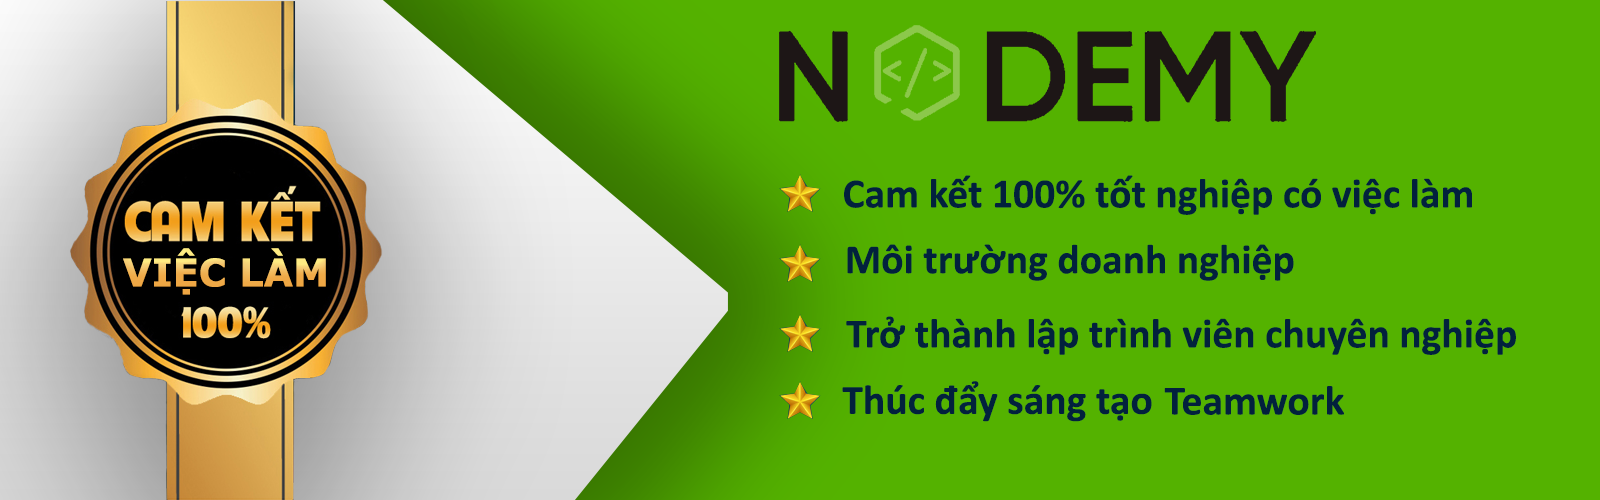 CAM KẾT
VIỆC LÀM
100%
N DEMY
Cam kết 100% tốt nghiệp có việc làm
Môi trường doanh nghiệp
Trở thành lập trình viên chuyên nghiệp
Thúc đẩy sáng tạo Teamwork